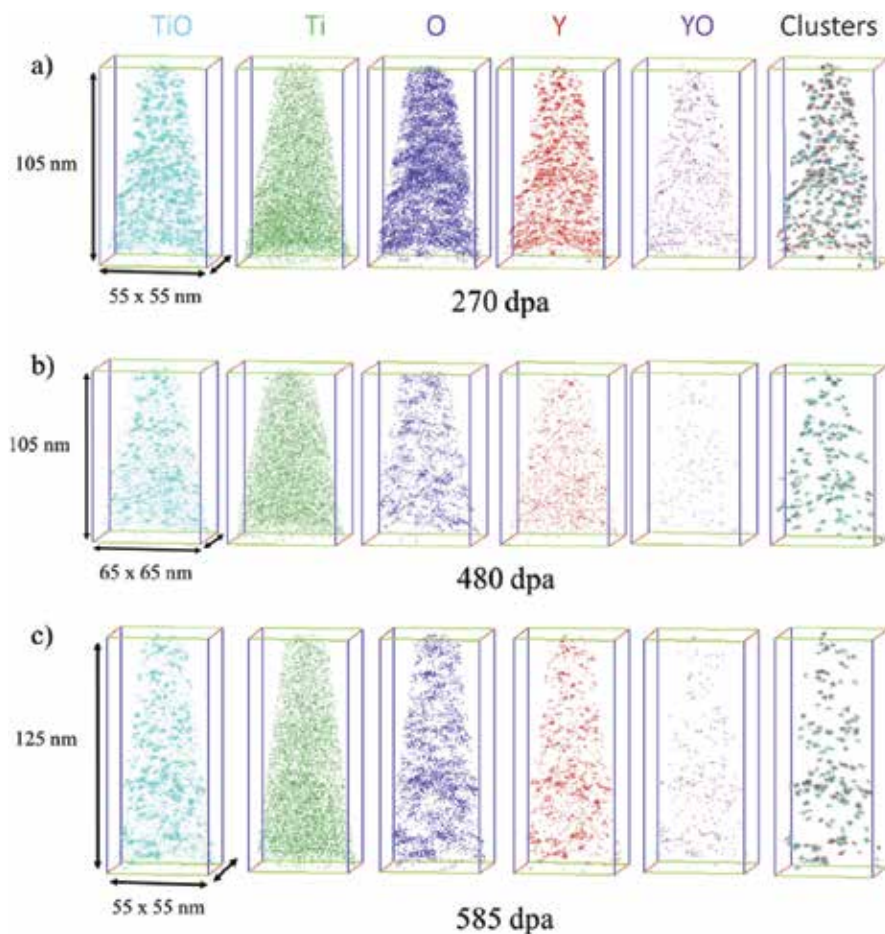 TiO Ti O Y YO Clusters
a)
105 nm
55 x 55 nm
270 dpa
b)
105 nm
65 x 65 nm
480 dpa
c)
125 nm
55 x 55 nm
585 dpa